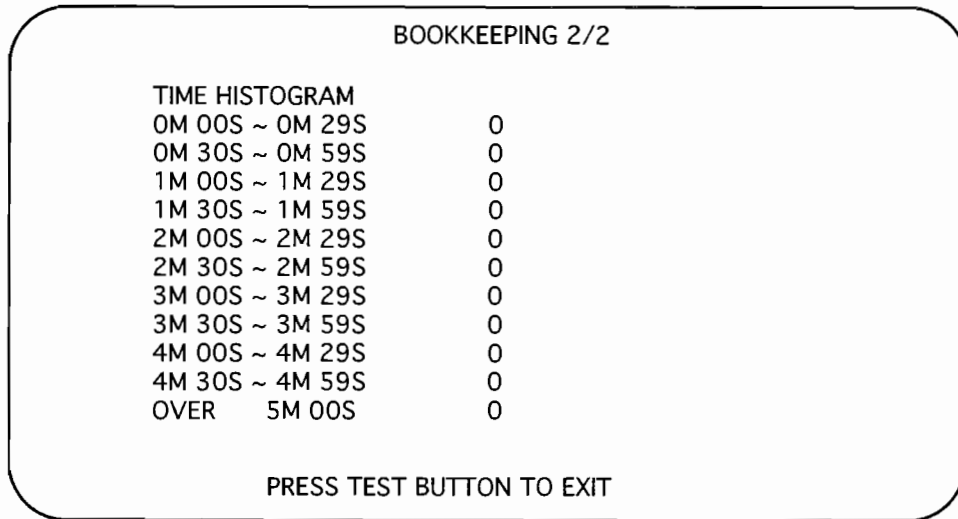 BOOKKEEPING 2/2
TIME HISTOGRAM
0M 00S ~ 0M 29S 0
0M 30S ~ 0M 59S 0
1M 00S ~ 1M 29S 0
1M 30S ~ 1M 59S 0
2M 00S ~ 2M 29S 0
2M 30S ~ 2M 59S 0
3M 00S ~ 3M 29S 0
3M 30S ~ 3M 59S 0
4M 00S ~ 4M 29S 0
4M 30S ~ 4M 59S 0
OVER 5M 00S 0
PRESS TEST BUTTON TO EXIT